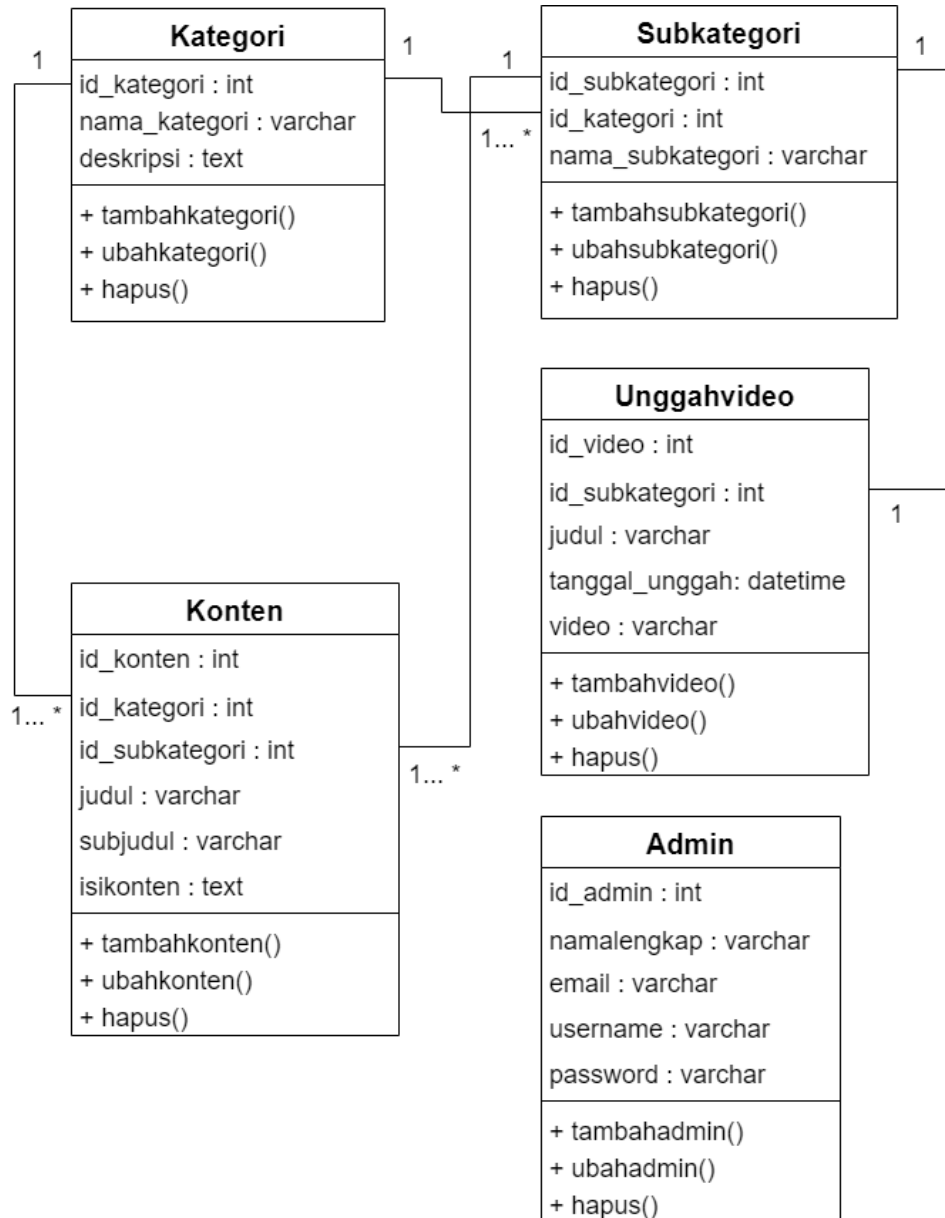 Kategori
id_kategori : int
nama_kategori : varchar
deskripsi : text
+ tambahkategori()
+ ubahkategori()
+ hapus()
1
1
1
1... *
Subkategori
id_subkategori : int
id_kategori : int
nama_subkategori : varchar
+ tambahsubkategori()
+ ubahsubkategori()
+ hapus()
1
Unggahvideo
id_video : int
id_subkategori : int
judul : varchar
tanggal_unggah: datetime
video : varchar
+ tambahvideo()
+ ubahvideo()
+ hapus()
1
Konten
id_konten : int
id_kategori : int
id_subkategori : int
judul : varchar
subjudul : varchar
isikonten : text
+ tambahkonten()
+ ubahkonten()
+ hapus()
1... *
1... *
Admin
id_admin : int
namalengkap : varchar
email : varchar
username : varchar
password : varchar
+ tambahadmin()
+ ubahadmin()
+ hapus()